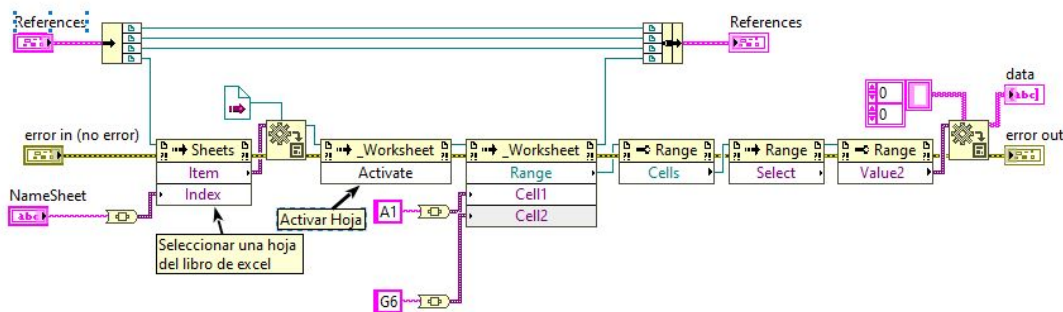 References
References
data
0
0
abc]
error in (no error)
error out
Sheets
Item
Index
_Worksheet
Activate
_Worksheet
Range
Cell1
Cell2
Range
Cells
Range
Select
Range
Value2
NameSheet
abc
A1
Activar Hoja
Seleccionar una hoja
del libro de excel
G6